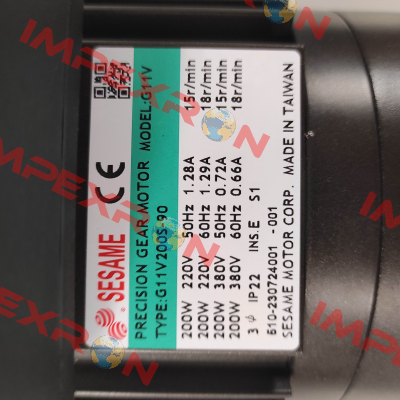 SESAME
CE
PRECISION GEAR MOTOR MODEL:G11V
TYPE:G11V200S-90
200W 220V 50Hz 1.28A 15r/min
200W 220V 60Hz 1.29A 18r/min
200W 380V 50Hz 0.72A 15r/min
200W 380V 60Hz 0.66A 18r/min
3 ϕ IP22 INS.E S1
610-230724001 -001
SESAME MOTOR CORP. MADE IN TAIWAN
IMPEXRON
IMPEXRON
IMPEXRON